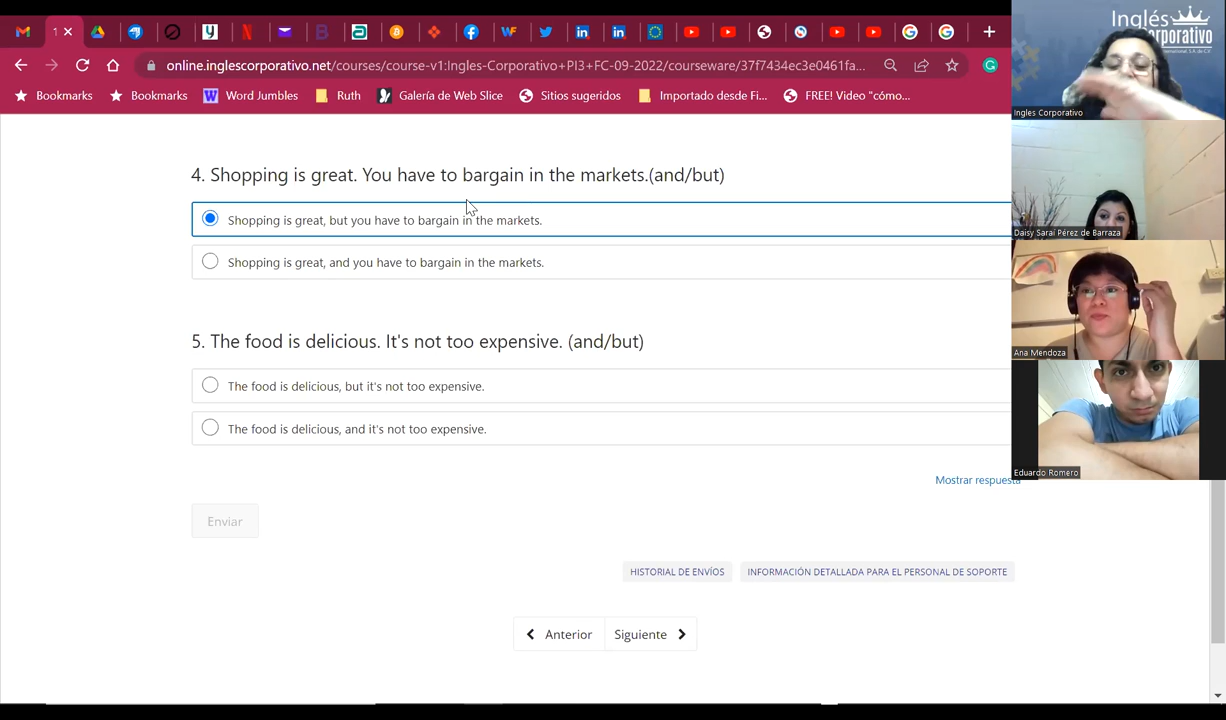 1
online.inglescorporativo.net/courses/course-v1:Ingles-Corporativo+PI3+FC-09-2022/courseware/37f7434ec3e0461fa...
Bookmarks
Bookmarks
Word Jumbles
Ruth
Galería de Web Slice
Sitios sugeridos
Importado desde Fi...
FREE! Video "cómo...
4. Shopping is great. You have to bargain in the markets.(and/but)
Shopping is great, but you have to bargain in the markets.
Shopping is great, and you have to bargain in the markets.
5. The food is delicious. It's not too expensive. (and/but)
The food is delicious, but it's not too expensive.
The food is delicious, and it's not too expensive.
Mostrar respuesta
Enviar
HISTORIAL DE ENVÍOS
INFORMACIÓN DETALLADA PARA EL PERSONAL DE SOPORTE
Anterior
Siguiente
Inglés
Corporativo
Ingles Corporativo
Daisy Saraí Pérez de Barraza
Ana Mendoza
Eduardo Romero